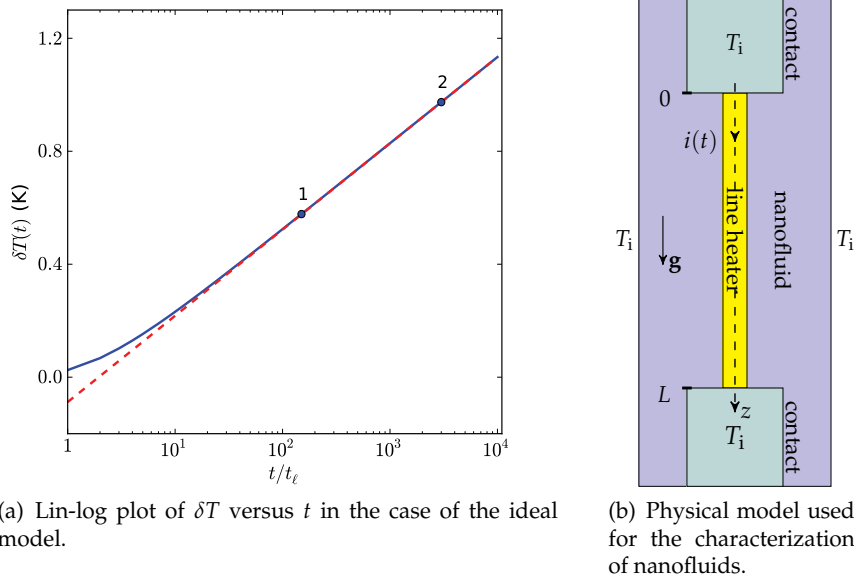 1.2
0.8
0.4
0.0
δT(t) (K)
1
2
1 10¹ 10² 10³ 10⁴
t/tℓ
(a) Lin-log plot of δT versus t in the case of the ideal
model.
Tᵢ
contact
0
i(t)
line heater
nanofluid
Tᵢ
g
Tᵢ
L
z
Tᵢ
contact
(b) Physical model used
for the characterization
of nanofluids.